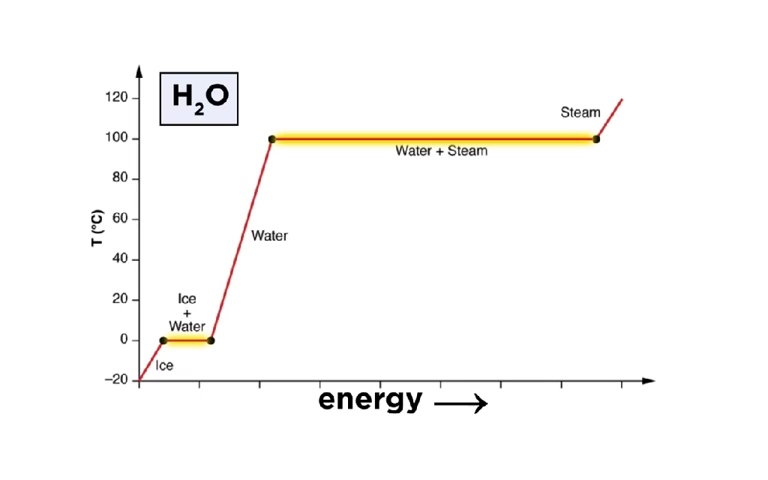 H₂O
120
100
80
60
40
20
0
–20
T (°C)
Steam
Water + Steam
Water
Ice
+
Water
Ice
energy →